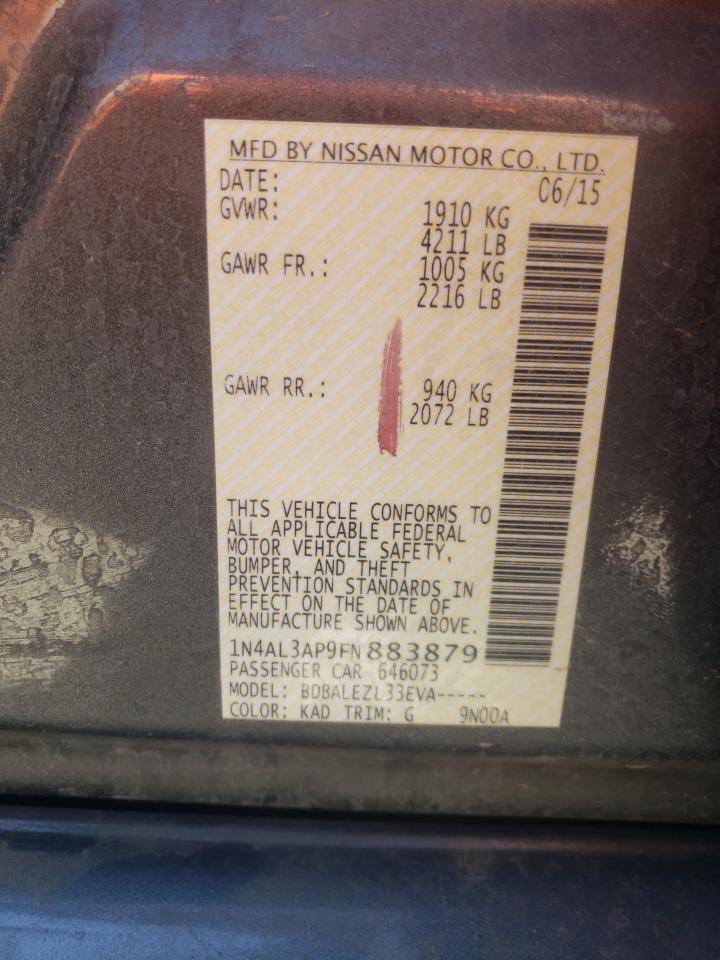 MFD BY NISSAN MOTOR CO., LTD.
DATE: 06/15
GVWR: 1910 KG
4211 LB
GAWR FR.: 1005 KG
2216 LB
GAWR RR.: 940 KG
2072 LB
THIS VEHICLE CONFORMS TO
ALL APPLICABLE FEDERAL
MOTOR VEHICLE SAFETY,
BUMPER, AND THEFT
PREVENTION STANDARDS IN
EFFECT ON THE DATE OF
MANUFACTURE SHOWN ABOVE.
1N4AL3AP9FN883879
PASSENGER CAR 646073
MODEL: BDBALEZL33EVA-----
COLOR: KAD TRIM: G 9N00A